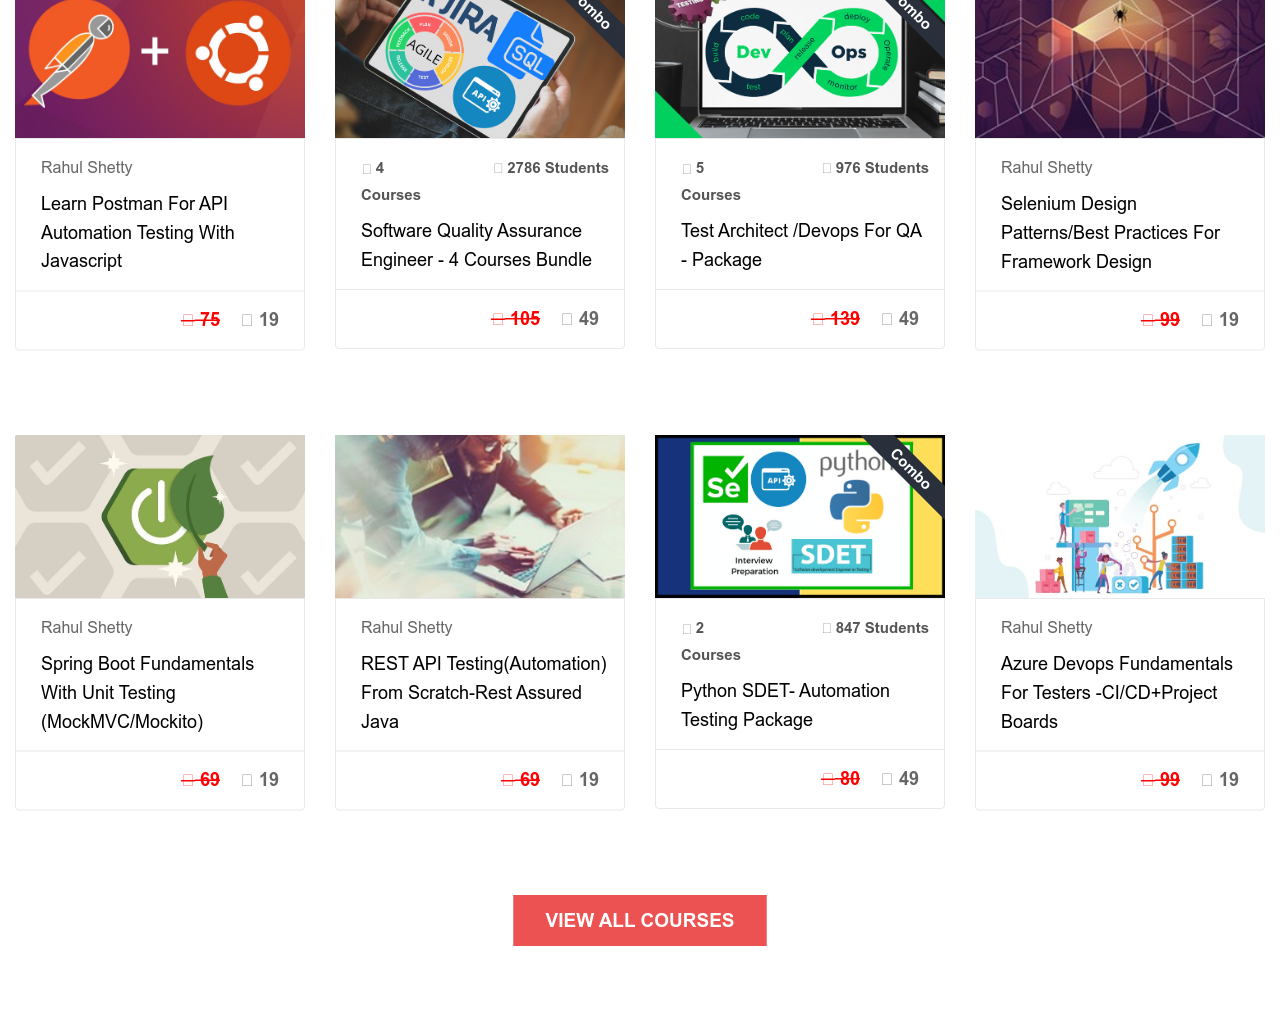 JIRA
AGILE
SQL
API
Combo
TESTING
code
deploy
build
plan
release
Operate
Dev
Ops
test
monitor
Combo
Rahul Shetty
Learn Postman For API
Automation Testing With
Javascript
75 19
4 2786 Students
Courses
Software Quality Assurance
Engineer - 4 Courses Bundle
105 49
5 976 Students
Courses
Test Architect /Devops For QA
- Package
139 49
Rahul Shetty
Selenium Design
Patterns/Best Practices For
Framework Design
99 19
Rahul Shetty
Spring Boot Fundamentals
With Unit Testing
(MockMVC/Mockito)
69 19
Rahul Shetty
REST API Testing(Automation)
From Scratch-Rest Assured
Java
69 19
Se
API
python
Combo
Interview
Preparation
SDET
2 847 Students
Courses
Python SDET- Automation
Testing Package
80 49
Rahul Shetty
Azure Devops Fundamentals
For Testers -CI/CD+Project
Boards
99 19
VIEW ALL COURSES